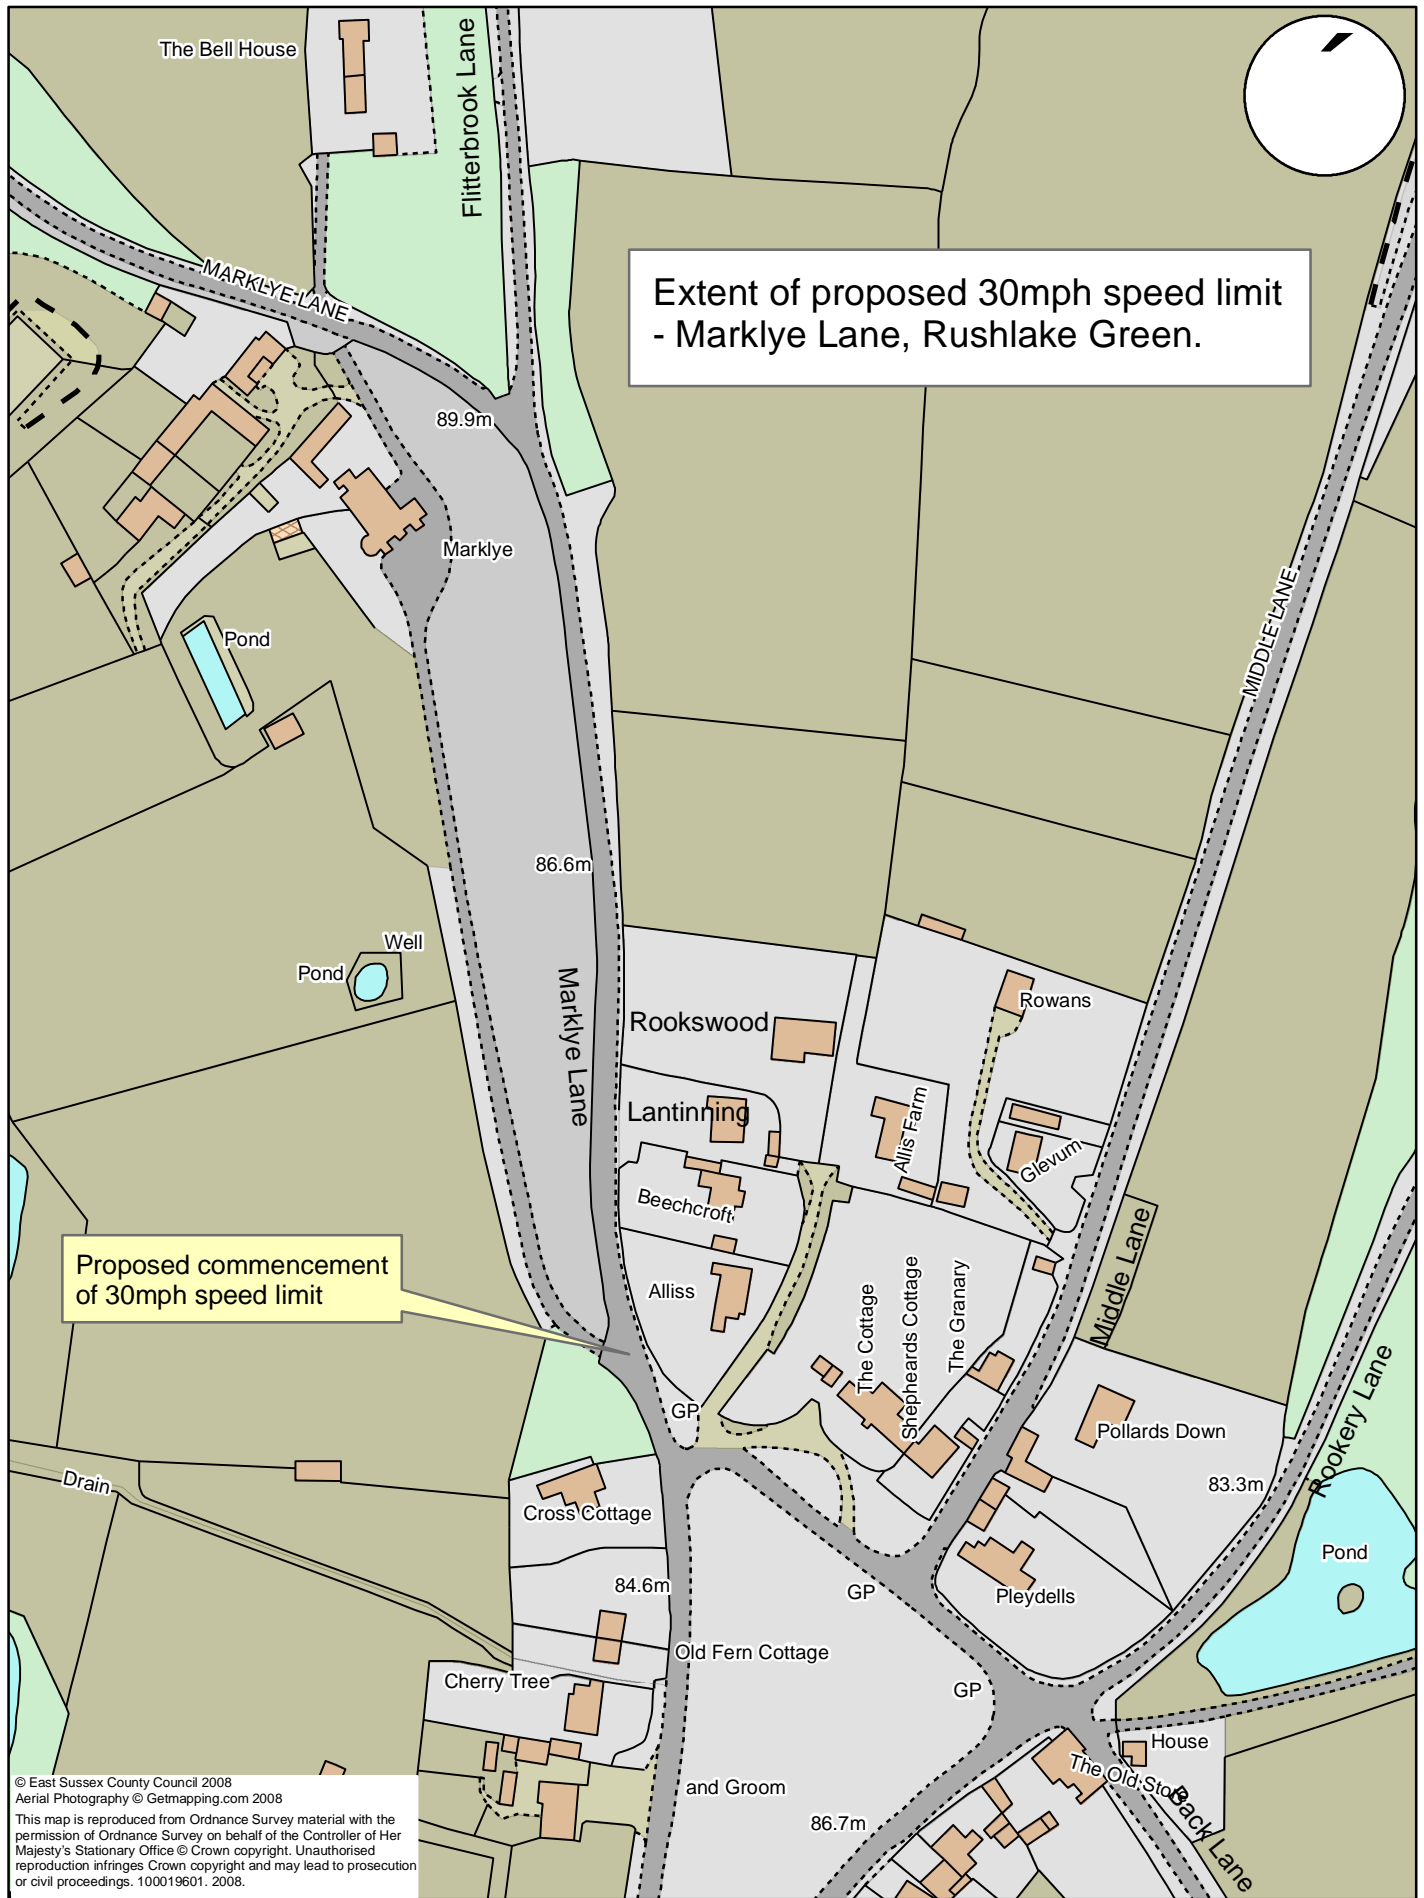 The Bell House
Flitterbrook Lane
MARKLYE LANE
Extent of proposed 30mph speed limit
- Marklye Lane, Rushlake Green.
89.9m
Marklye
MIDDLE LANE
Pond
86.6m
Well
Pond
Marklye Lane
Rookswood
Rowans
Lantinning
Allis Farm
Glevum
Beechcroft
Middle Lane
Proposed commencement
of 30mph speed limit
Alliss
The Cottage
Shepheards Cottage
The Granary
Rookery Lane
GP
Pollards Down
83.3m
Drain
Cross Cottage
Pond
84.6m
GP
Pleydells
Old Fern Cottage
Cherry Tree
GP
House
The Old Store
Back Lane
and Groom
86.7m
© East Sussex County Council 2008
Aerial Photography © Getmapping.com 2008
This map is reproduced from Ordnance Survey material with the
permission of Ordnance Survey on behalf of the Controller of Her
Majesty's Stationary Office © Crown copyright. Unauthorised
reproduction infringes Crown copyright and may lead to prosecution
or civil proceedings. 100019601. 2008.